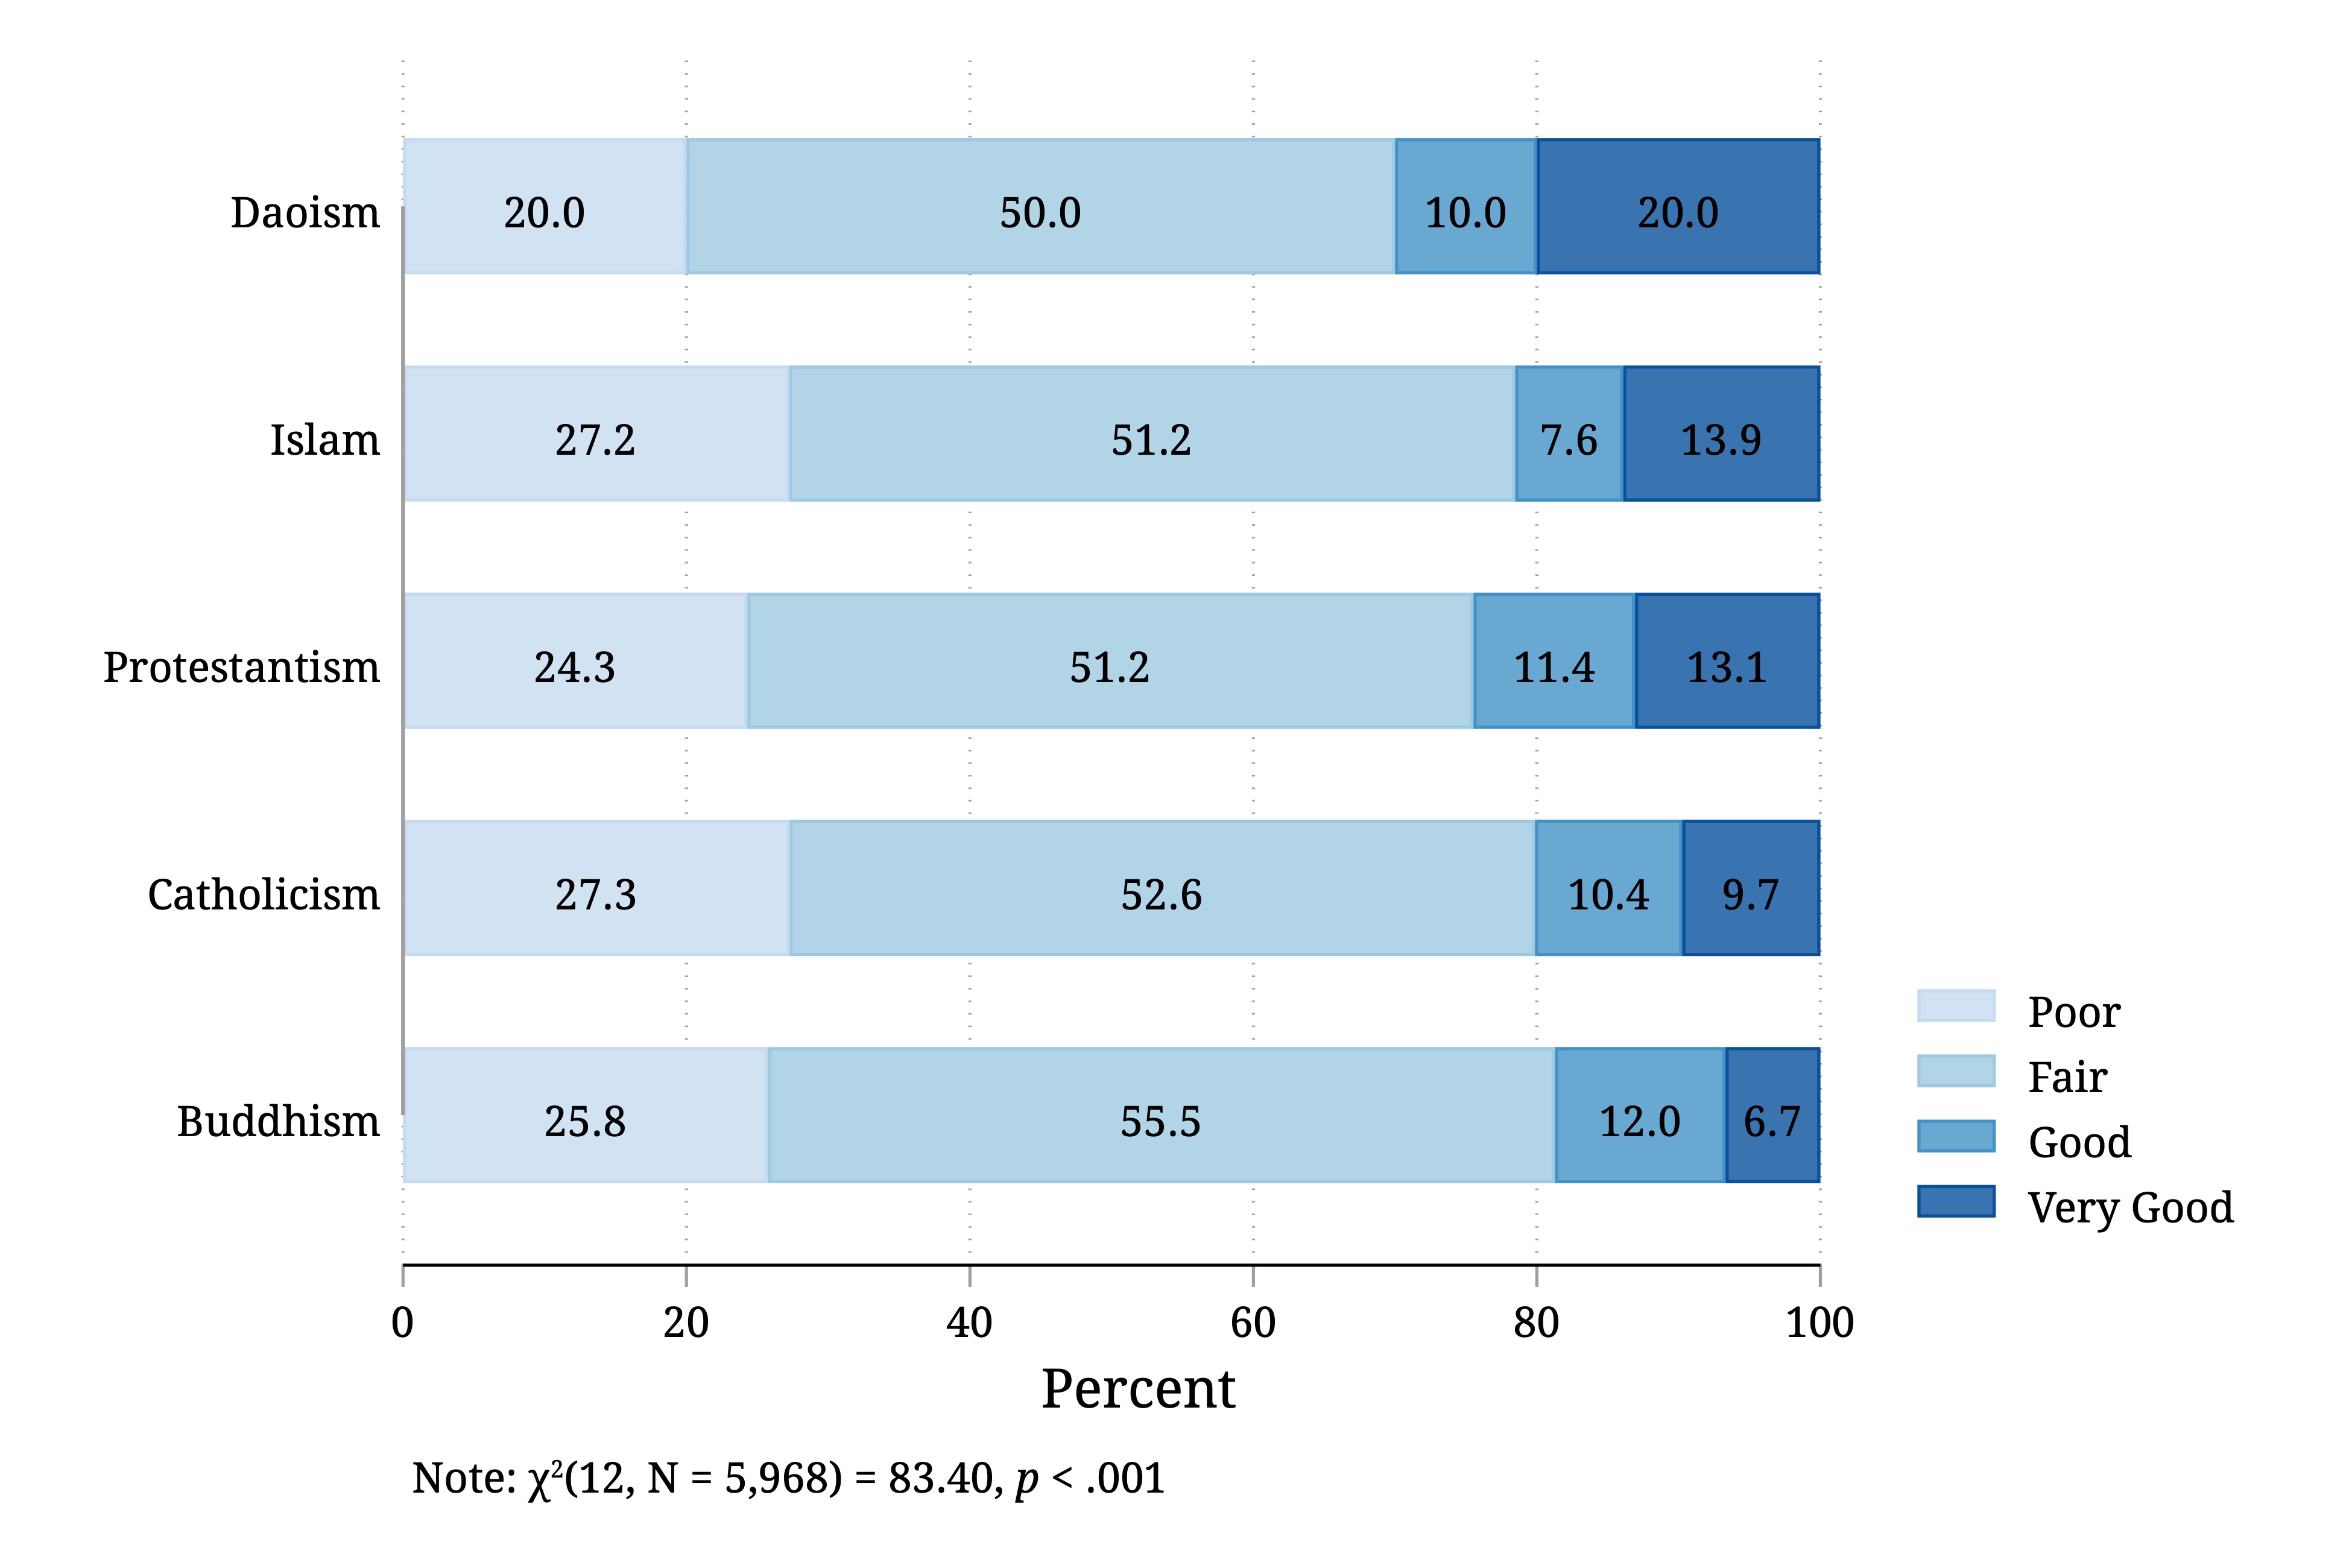 Daoism 20.0 50.0 10.0 20.0
Islam 27.2 51.2 7.6 13.9
Protestantism 24.3 51.2 11.4 13.1
Catholicism 27.3 52.6 10.4 9.7
Buddhism 25.8 55.5 12.0 6.7
Poor
Fair
Good
Very Good
0 20 40 60 80 100
Percent
Note: χ²(12, N = 5,968) = 83.40, p < .001